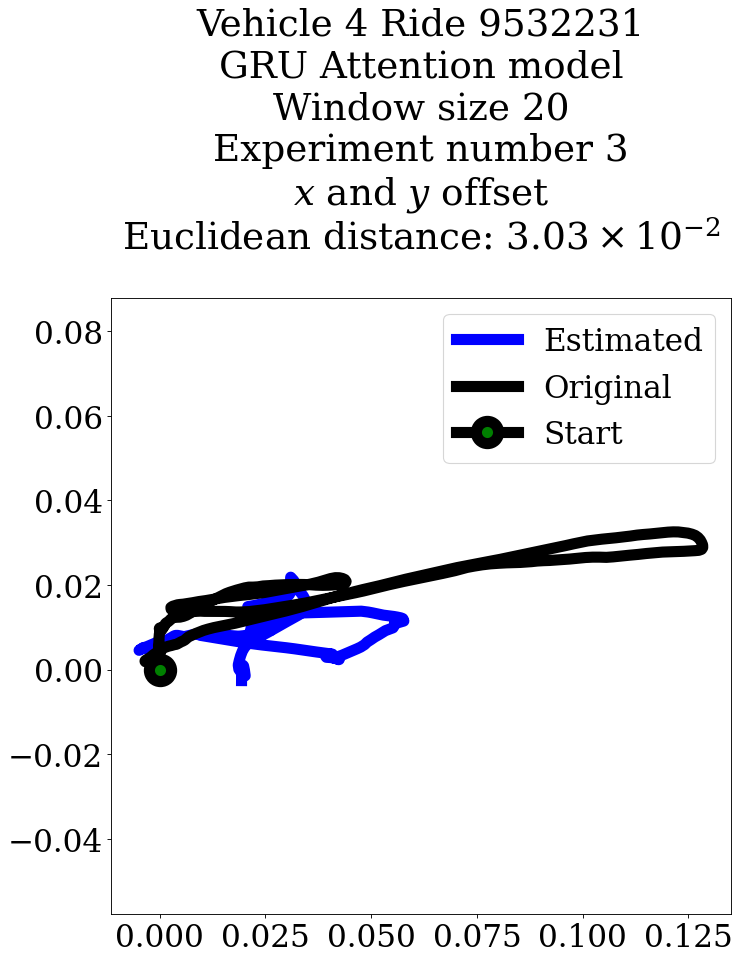 Vehicle 4 Ride 9532231
GRU Attention model
Window size 20
Experiment number 3
x and y offset
Euclidean distance: 3.03 × 10⁻²
0.08
0.06
0.04
0.02
0.00
−0.02
−0.04
Estimated
Original
Start
0.000 0.025 0.050 0.075 0.100 0.125